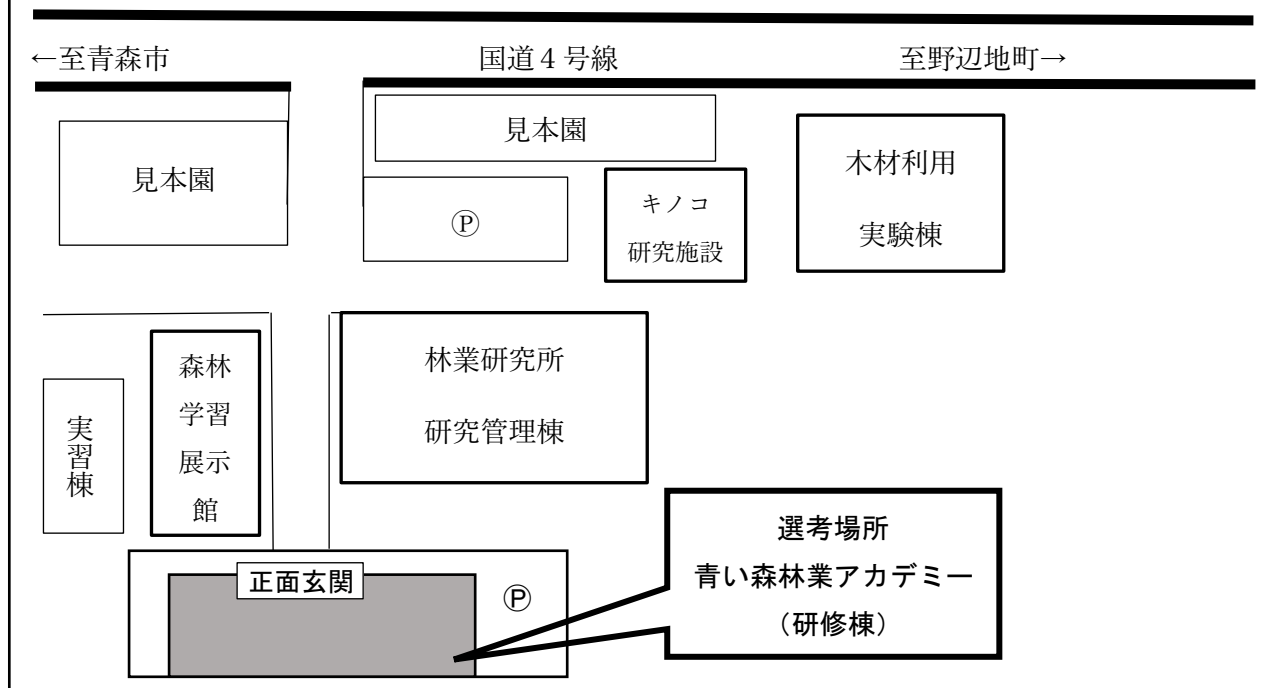 ←至青森市
国道4号線
至野辺地町→
見本園
見本園
木材利用
実験棟
Ⓟ
キノコ
研究施設
森林
学習
展示
館
実習棟
林業研究所
研究管理棟
正面玄関
Ⓟ
選考場所
青い森林業アカデミー
（研修棟）